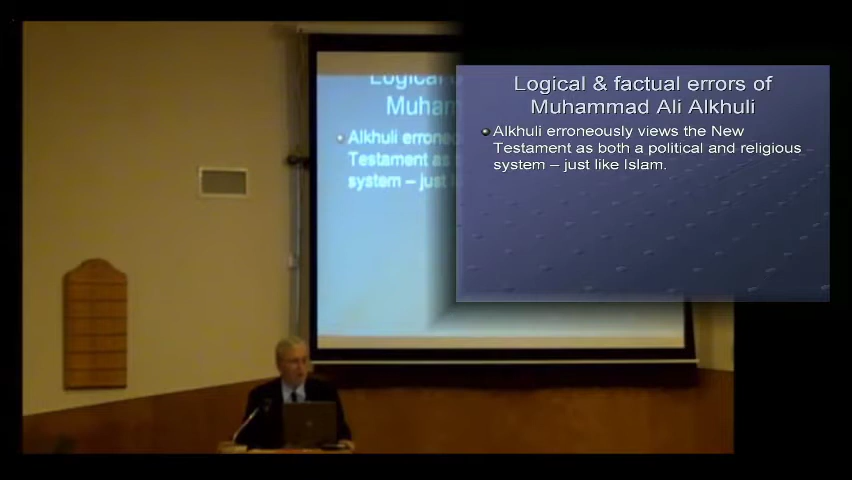 Logical
Muham
Alkhuli errone
Testament as
system – just
Logical & factual errors of
Muhammad Ali Alkhuli
Alkhuli erroneously views the New
Testament as both a political and religious
system – just like Islam.